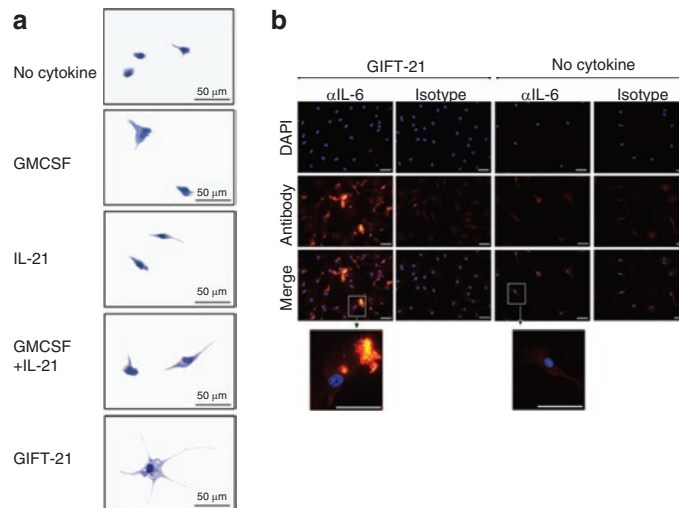 a
No cytokine
50 µm
GMCSF
50 µm
IL-21
50 µm
GMCSF
+IL-21
50 µm
GIFT-21
50 µm
b
GIFT-21
No cytokine
αIL-6
Isotype
αIL-6
Isotype
DAPI
Antibody
Merge